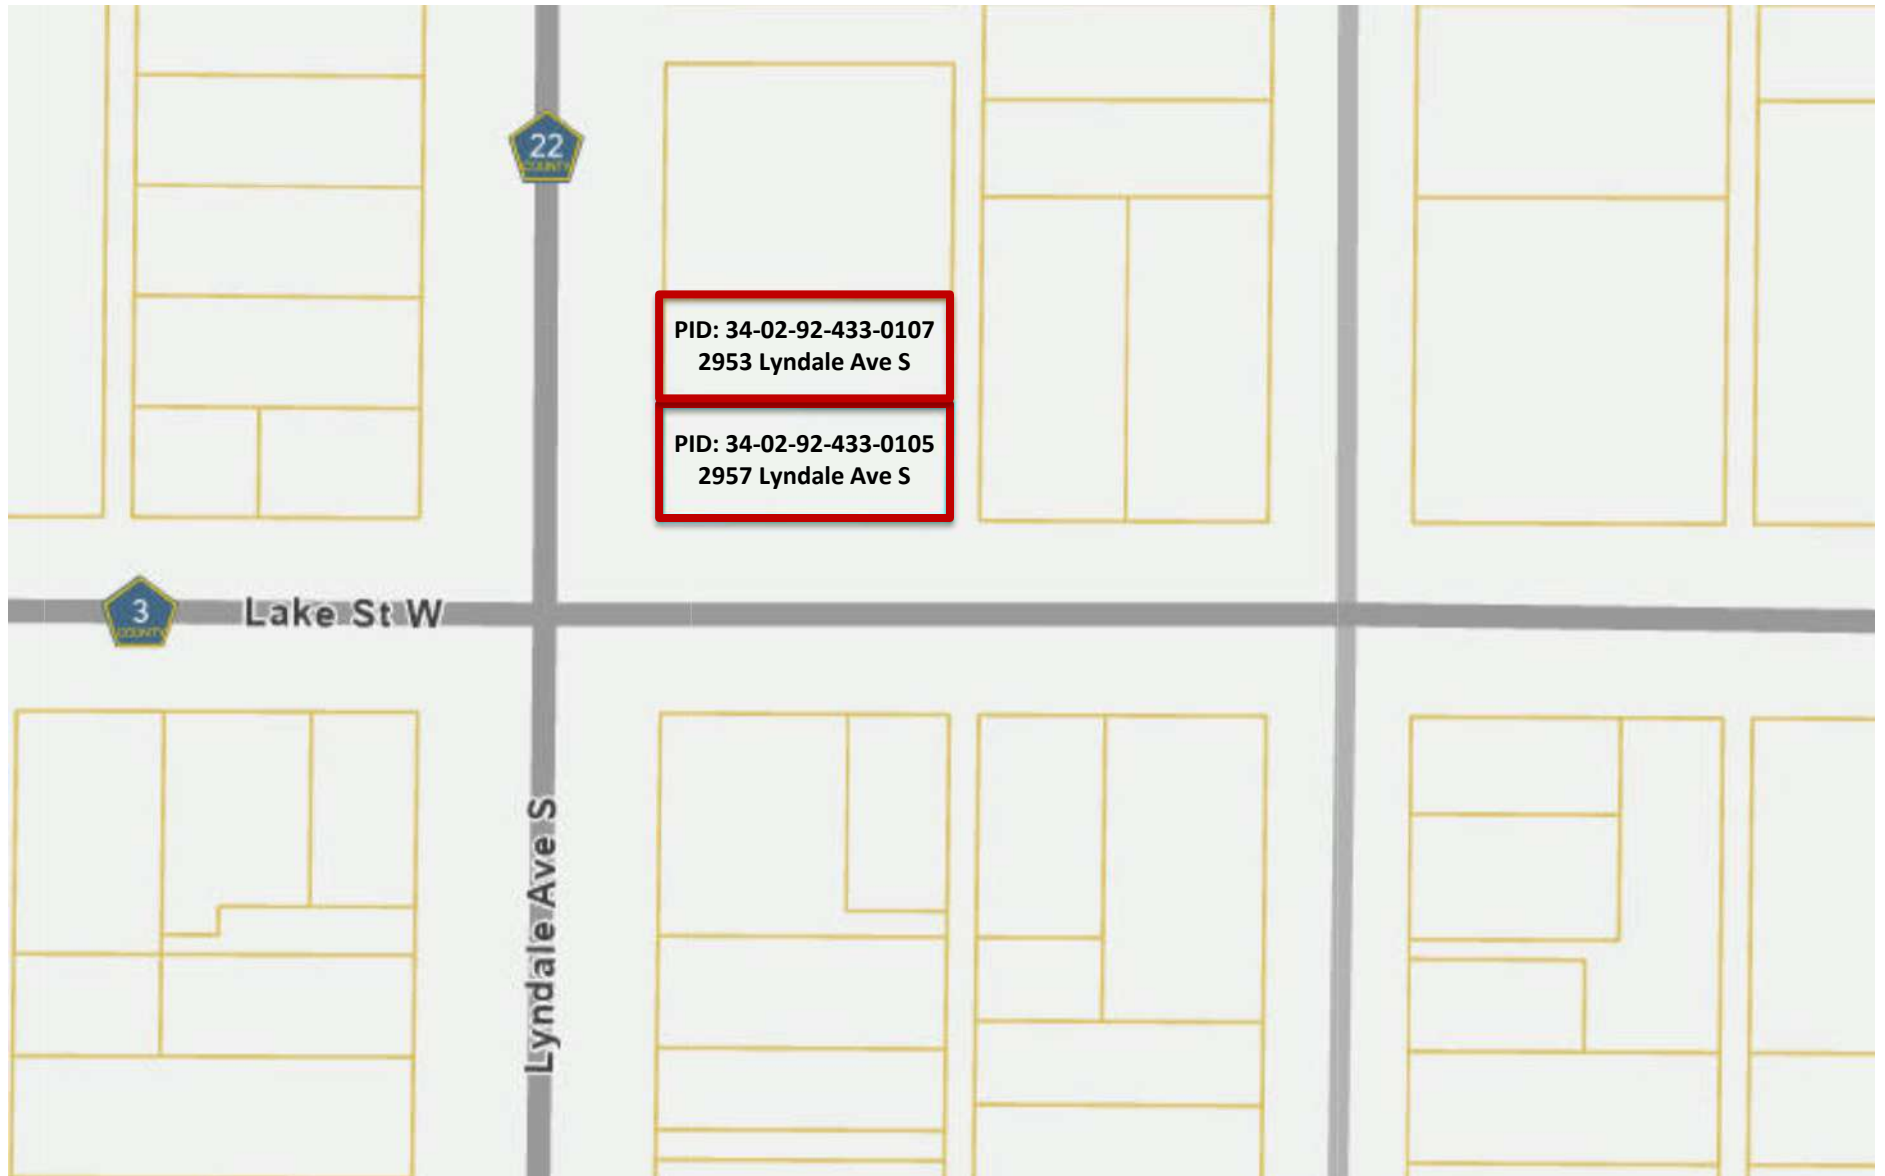 22
COUNTY
PID: 34-02-92-433-0107
2953 Lyndale Ave S
PID: 34-02-92-433-0105
2957 Lyndale Ave S
3
COUNTY
Lake St W
Lyndale Ave S